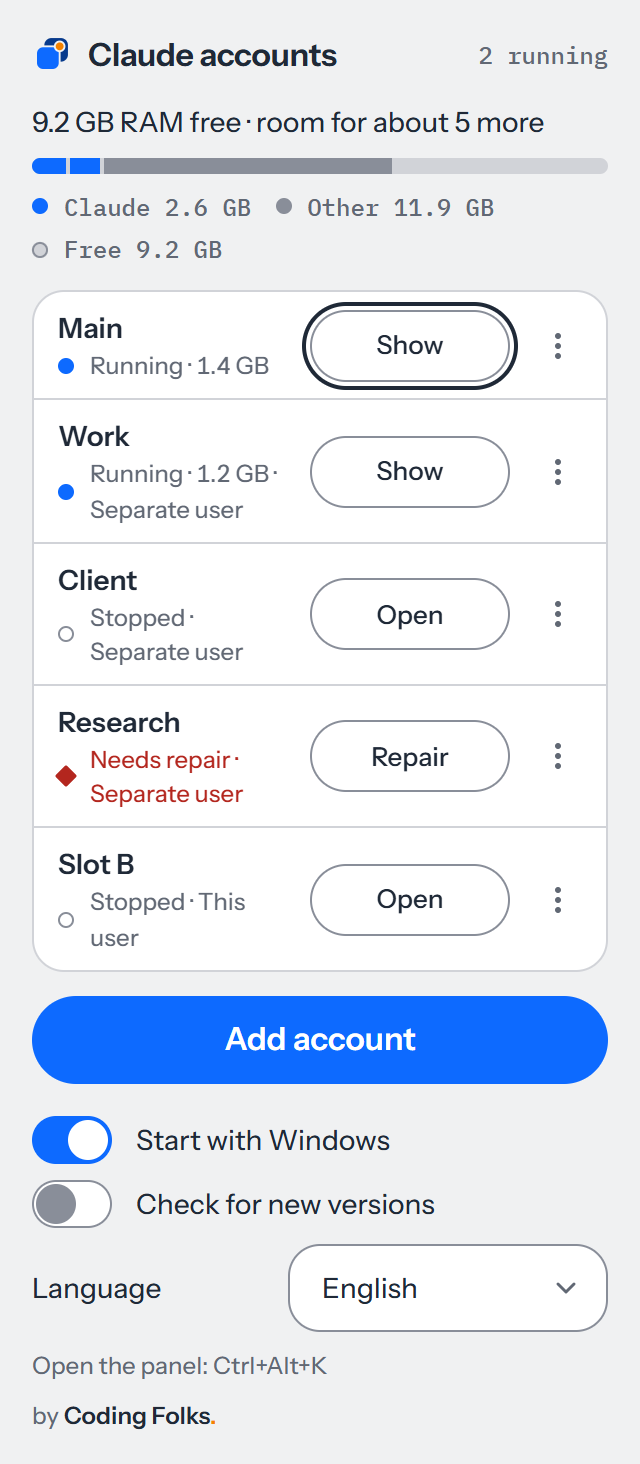 Claude accounts
2 running
9.2 GB RAM free · room for about 5 more
Claude 2.6 GB
Other 11.9 GB
Free 9.2 GB
Main
Running · 1.4 GB
Show
Work
Running · 1.2 GB ·
Separate user
Show
Client
Stopped ·
Separate user
Open
Research
Needs repair ·
Separate user
Repair
Slot B
Stopped · This
user
Open
Add account
Start with Windows
Check for new versions
Language
English
Open the panel: Ctrl+Alt+K
by Coding Folks.